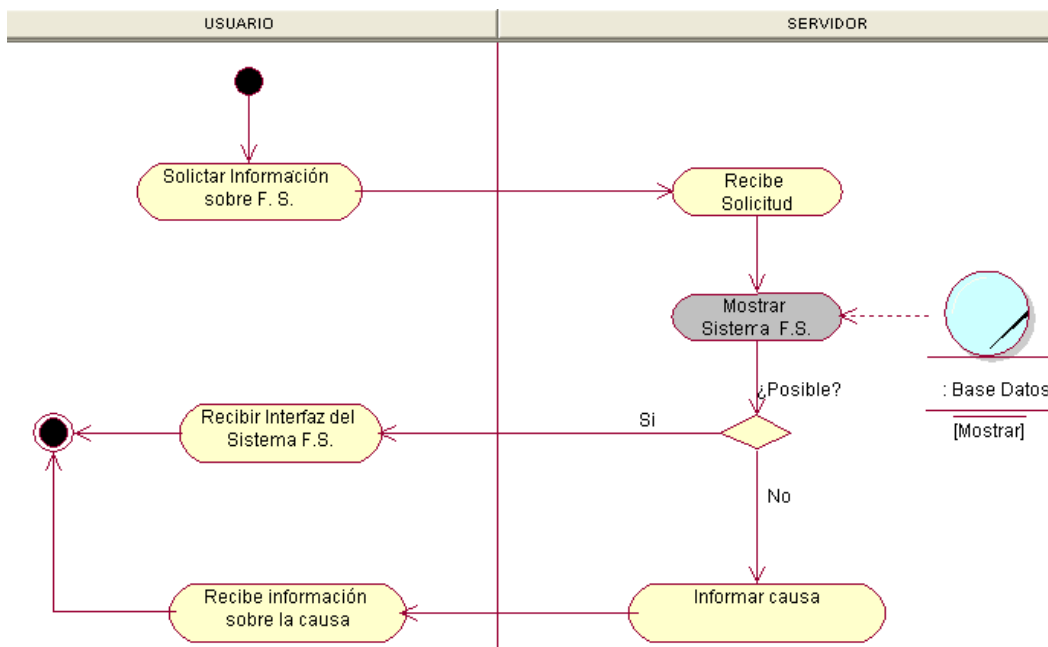 USUARIO
SERVIDOR
Solictar Información
sobre F. S.
Recibe
Solicitud
Mostrar
Sistema F.S.
¿Posible?
: Base Datos
[Mostrar]
Recibir Interfaz del
Sistema F.S.
Si
No
Recibe información
sobre la causa
Informar causa